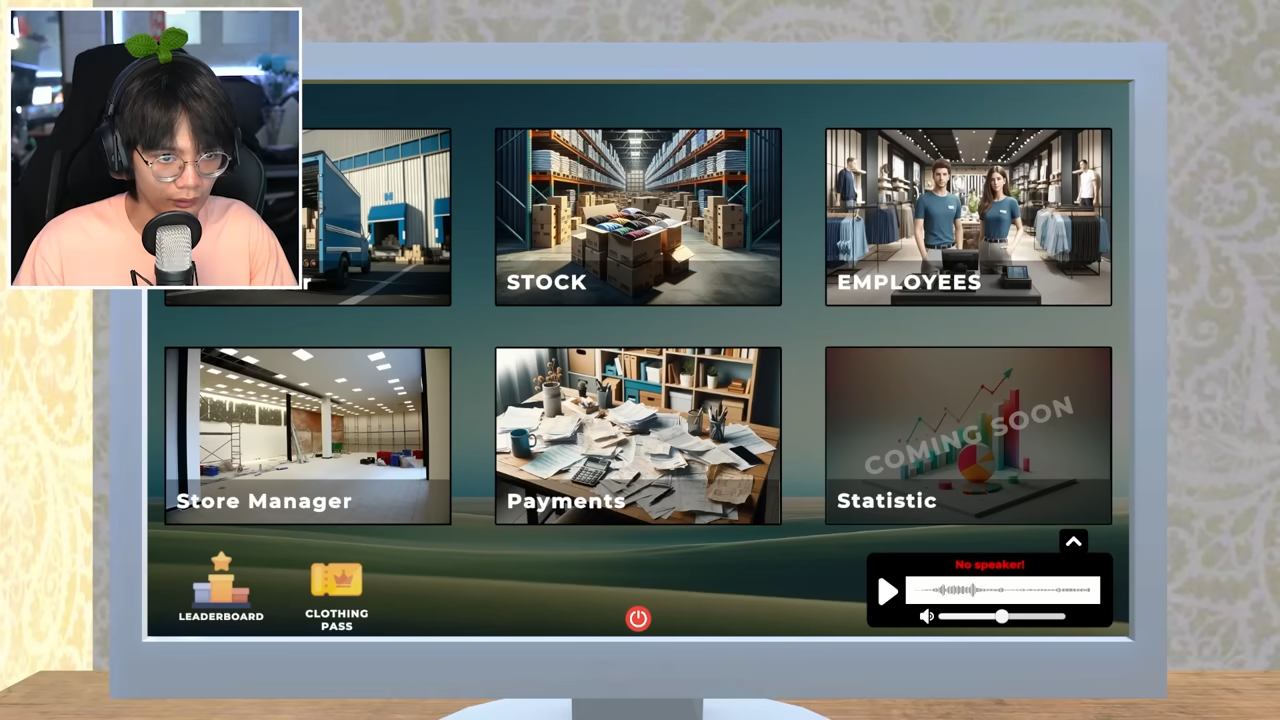 STOCK
EMPLOYEES
Store Manager
Payments
COMING SOON
Statistic
No speaker!
LEADERBOARD
CLOTHING
PASS